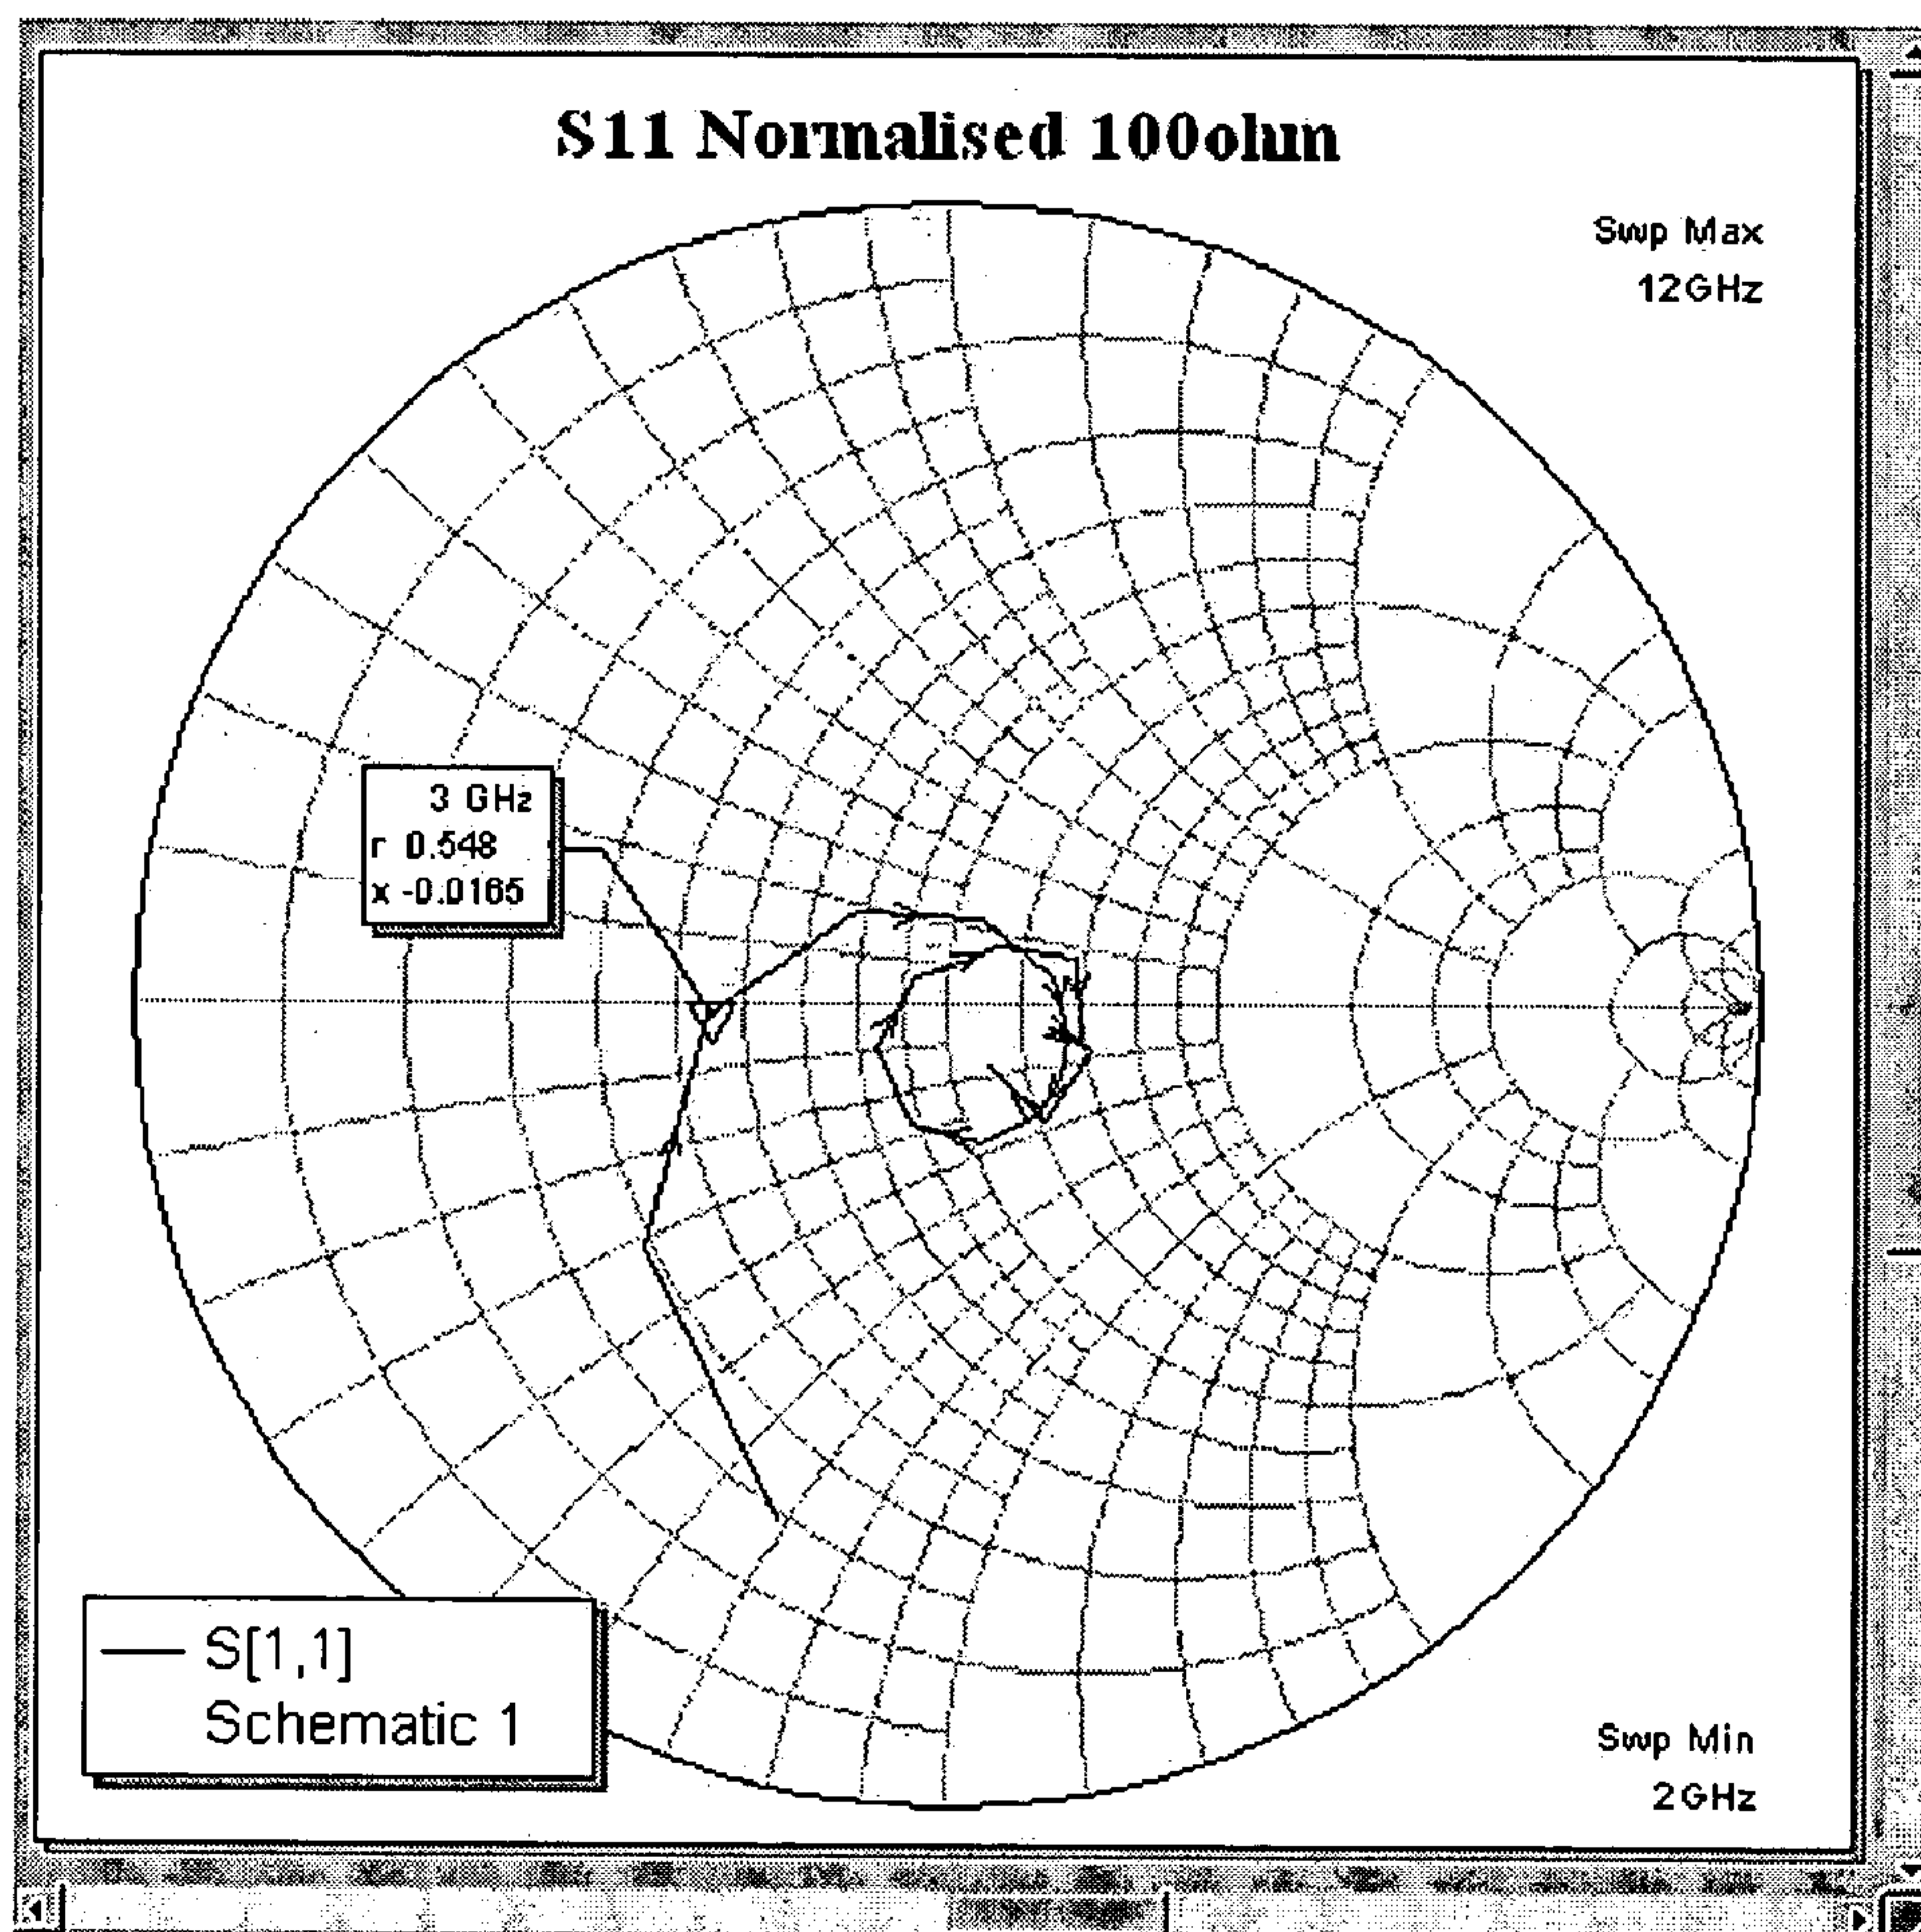 S11 Normalised 100ohm
Swp Max
12GHz
3 GHz
r 0.548
x -0.0165
S[1,1]
Schematic 1
Swp Min
2GHz